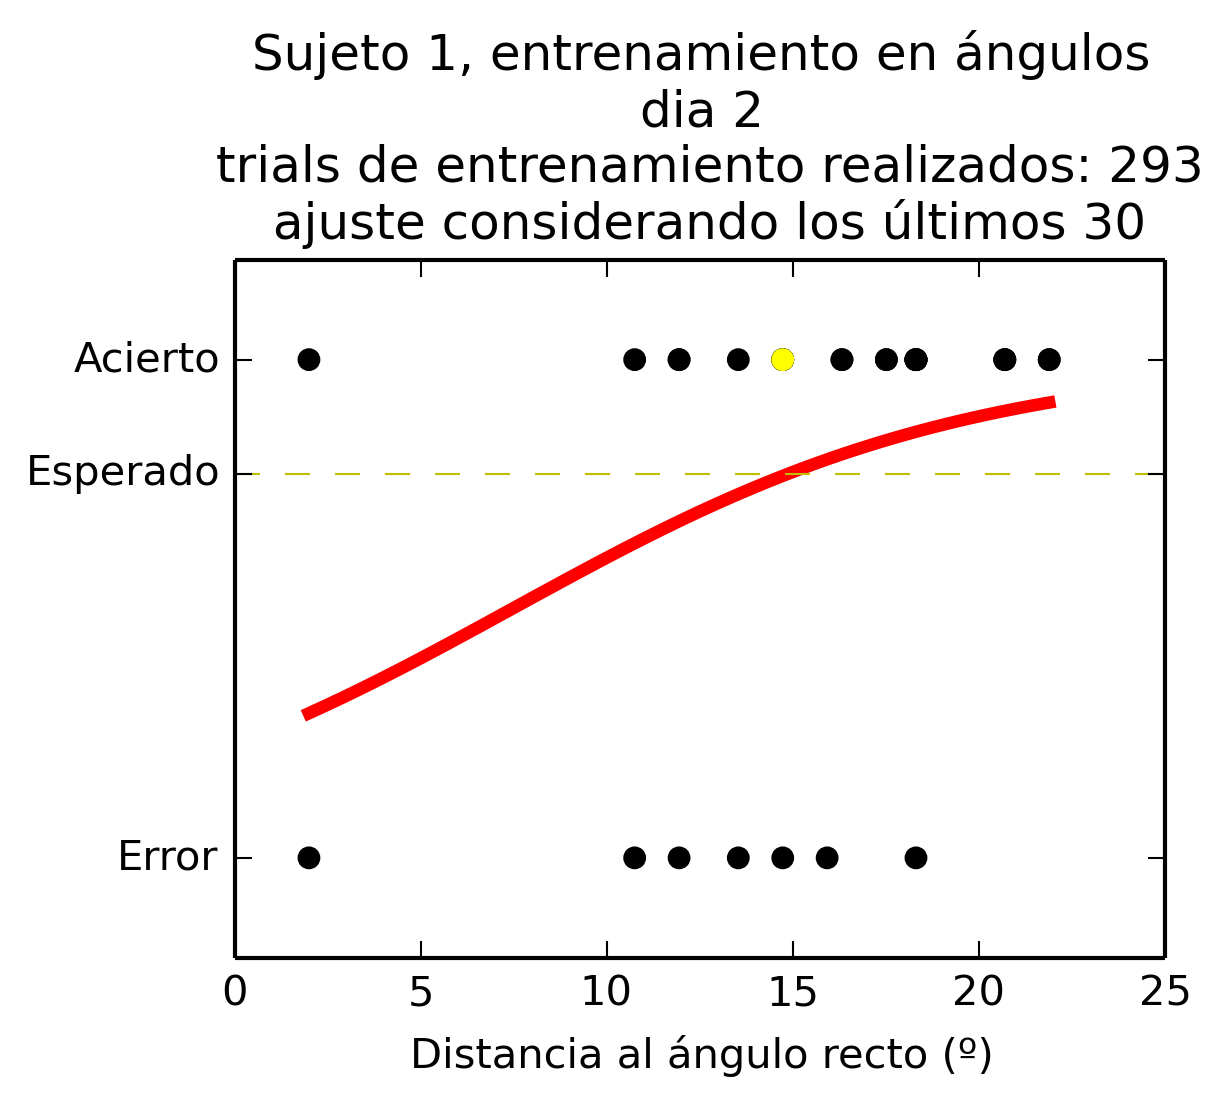 Sujeto 1, entrenamiento en ángulos
dia 2
trials de entrenamiento realizados: 293
ajuste considerando los últimos 30
Acierto
Esperado
Error
0 5 10 15 20 25
Distancia al ángulo recto (º)